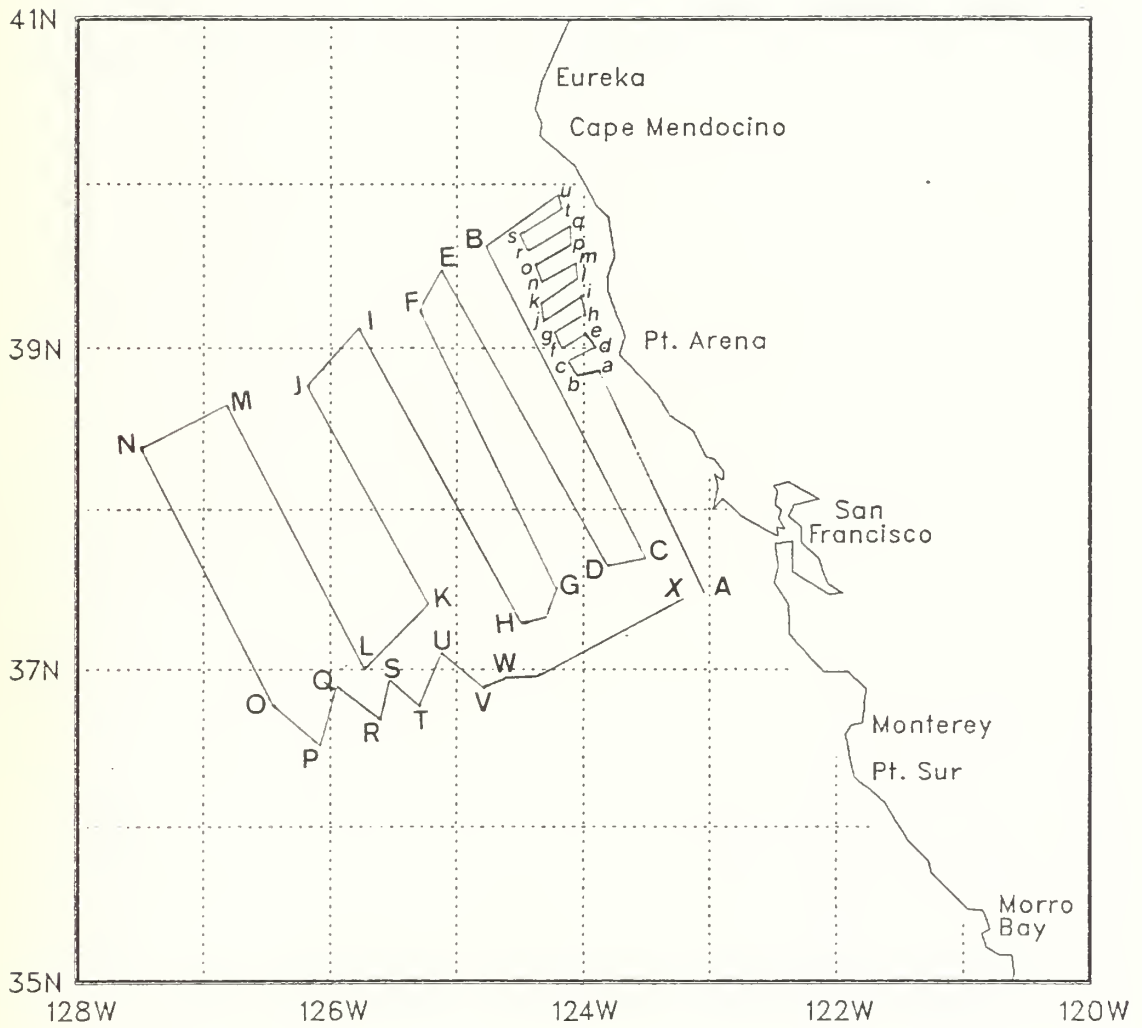 41N
Eureka
Cape Mendocino
u
t
s
q
B
r
p
o
m
E
n
l
F
k
i
I
j
h
g
e
39N
f
d
Pt. Arena
c
a
J
b
M
N
San
Francisco
C
D
G
X
A
K
H
U
L
W
37N
Q
S
O
V
T
R
Monterey
P
Pt. Sur
Morro
Bay
35N
128W
126W
124W
122W
120W